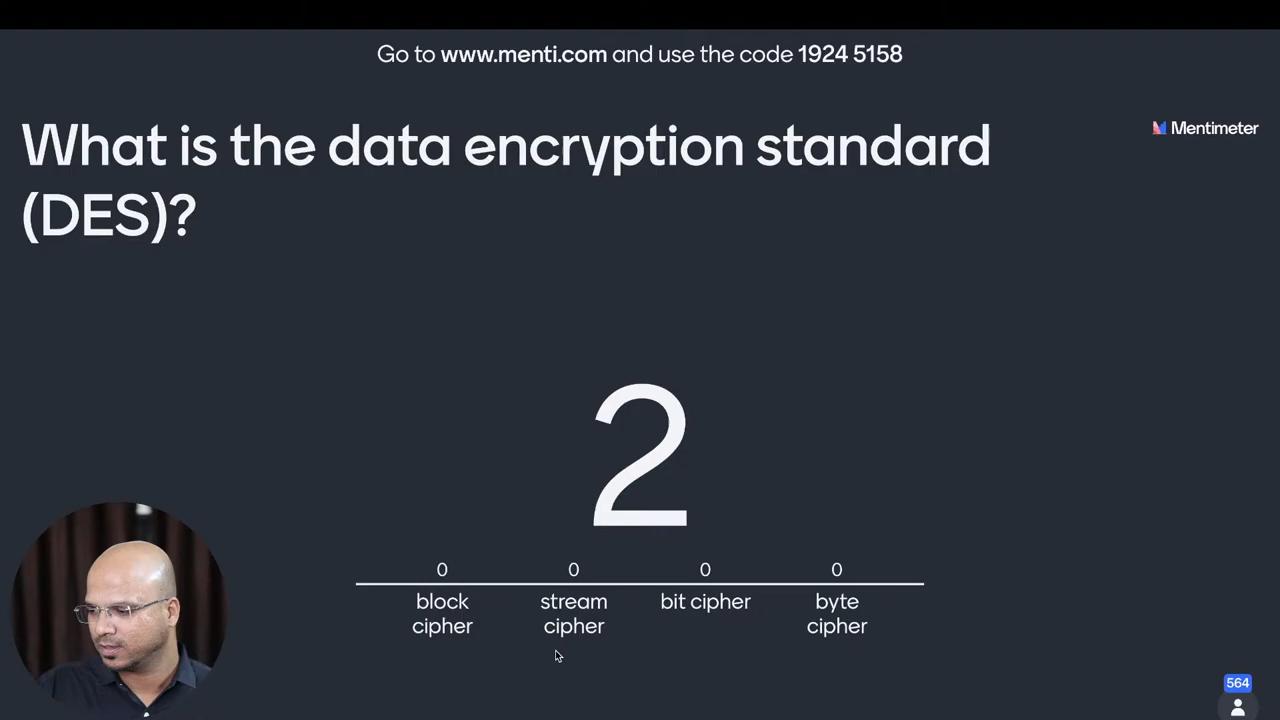 Go to www.menti.com and use the code 1924 5158
Mentimeter
What is the data encryption standard
(DES)?
2
0 0 0 0
block stream bit cipher byte
cipher cipher cipher
564